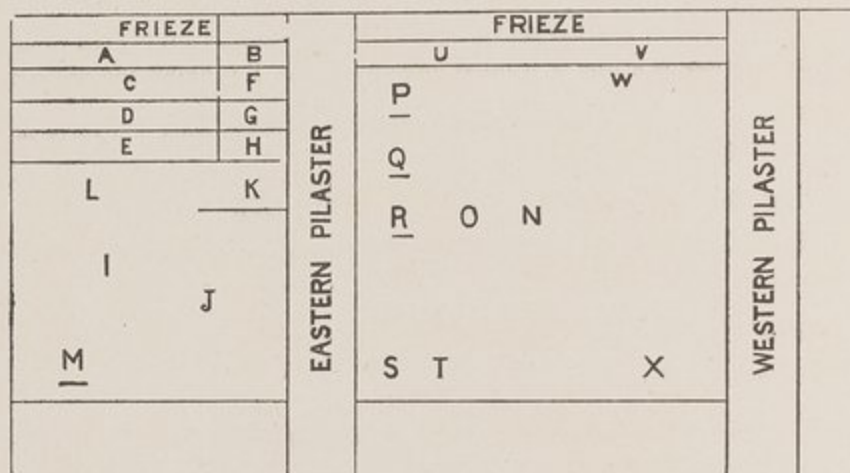 FRIEZE
A B
C F
D G
E H
L K
I
J
M
EASTERN PILASTER
FRIEZE
U V
W
P
Q
R O N
S T X
WESTERN PILASTER